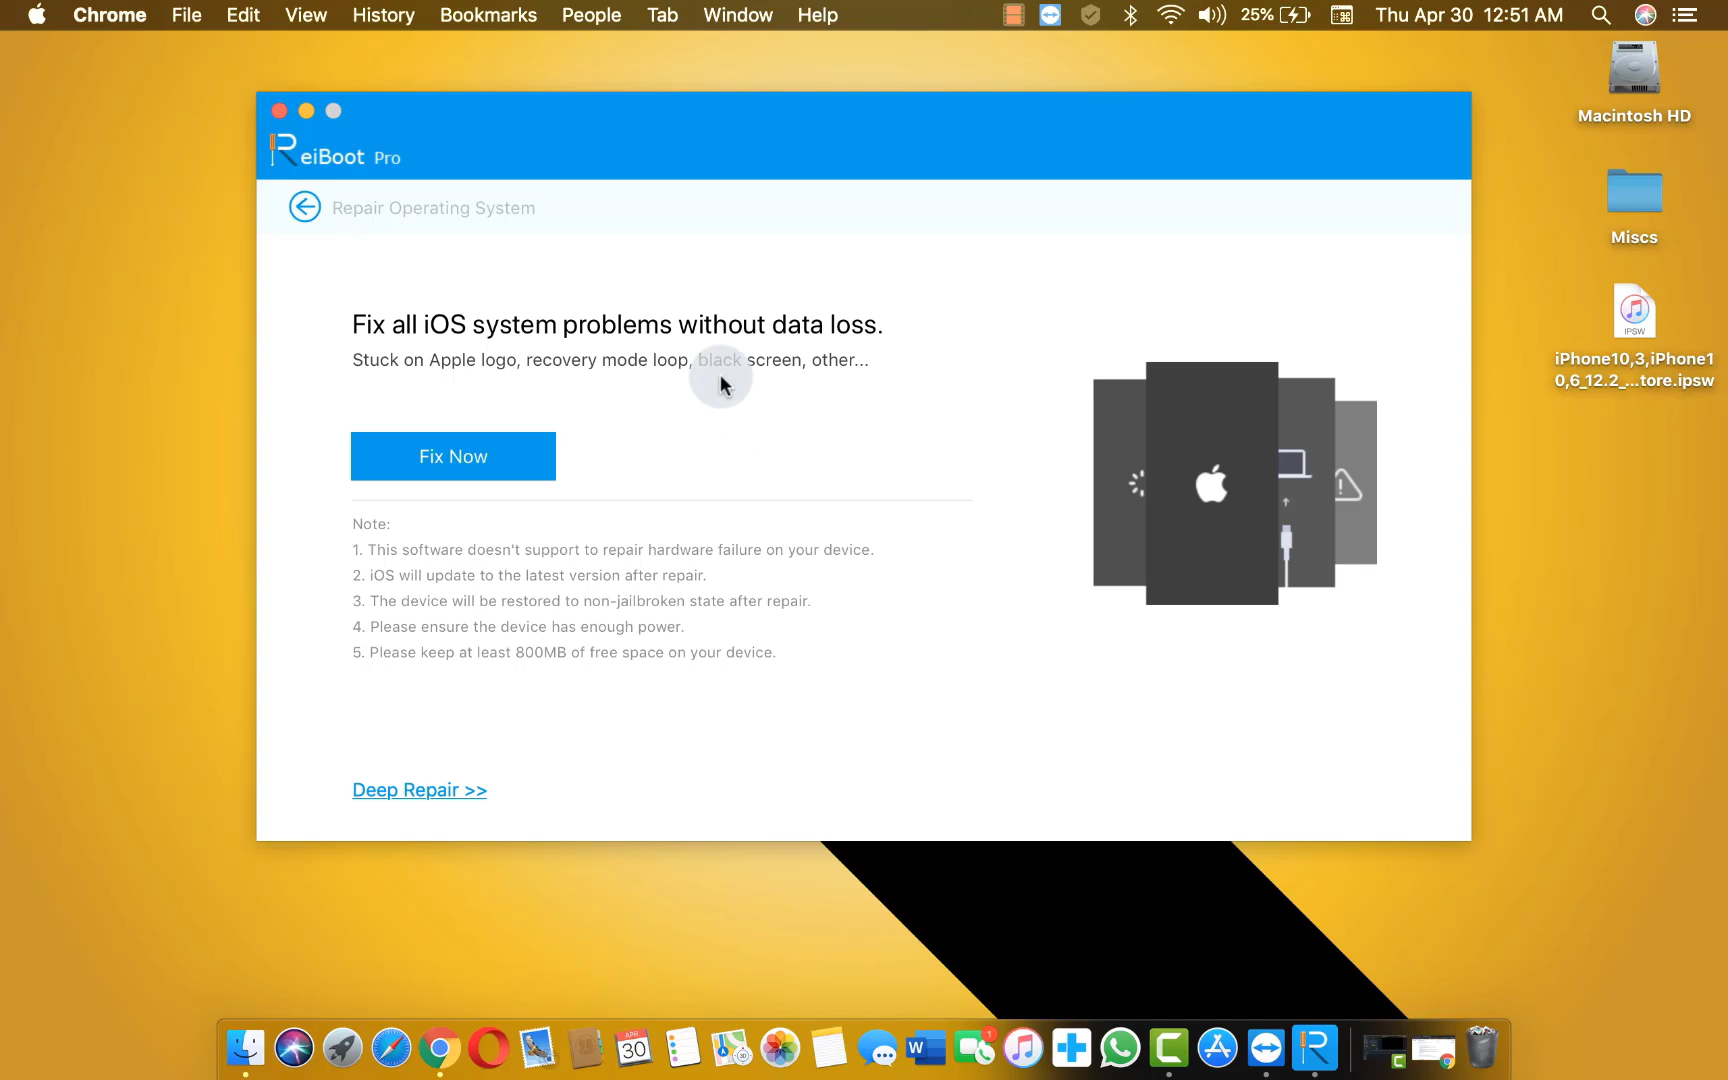 Chrome File Edit View History Bookmarks People Tab Window Help 25% Thu Apr 30 12:51 AM
Macintosh HD
ReiBoot Pro
Repair Operating System
Miscs
Fix all iOS system problems without data loss.
Stuck on Apple logo, recovery mode loop, black screen, other...
IPSW
iPhone10,3,iPhone1
0,6_12.2_...tore.ipsw
Fix Now
Note:
1. This software doesn't support to repair hardware failure on your device.
2. iOS will update to the latest version after repair.
3. The device will be restored to non-jailbroken state after repair.
4. Please ensure the device has enough power.
5. Please keep at least 800MB of free space on your device.
Deep Repair >>
APR
30
3D
W
1
C
R